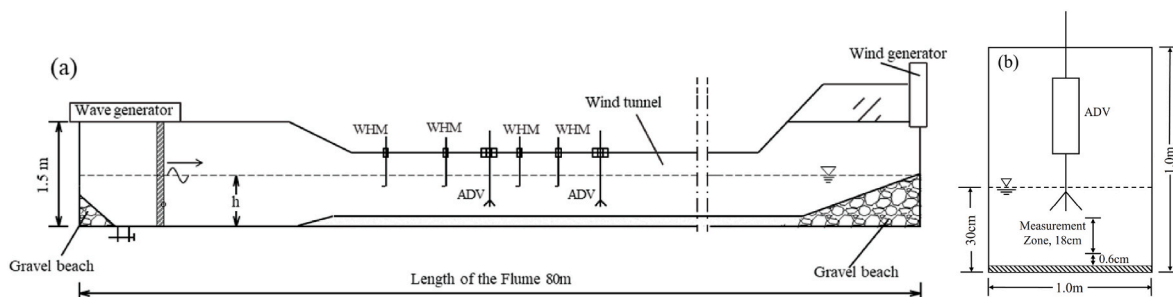 (a)
Wave generator
1.5 m
Gravel beach
h
WHM
WHM
ADV
WHM
WHM
ADV
Wind tunnel
Wind generator
Gravel beach
Length of the Flume 80m
(b)
ADV
1.0m
30cm
Measurement
Zone, 18cm
0.6cm
1.0m